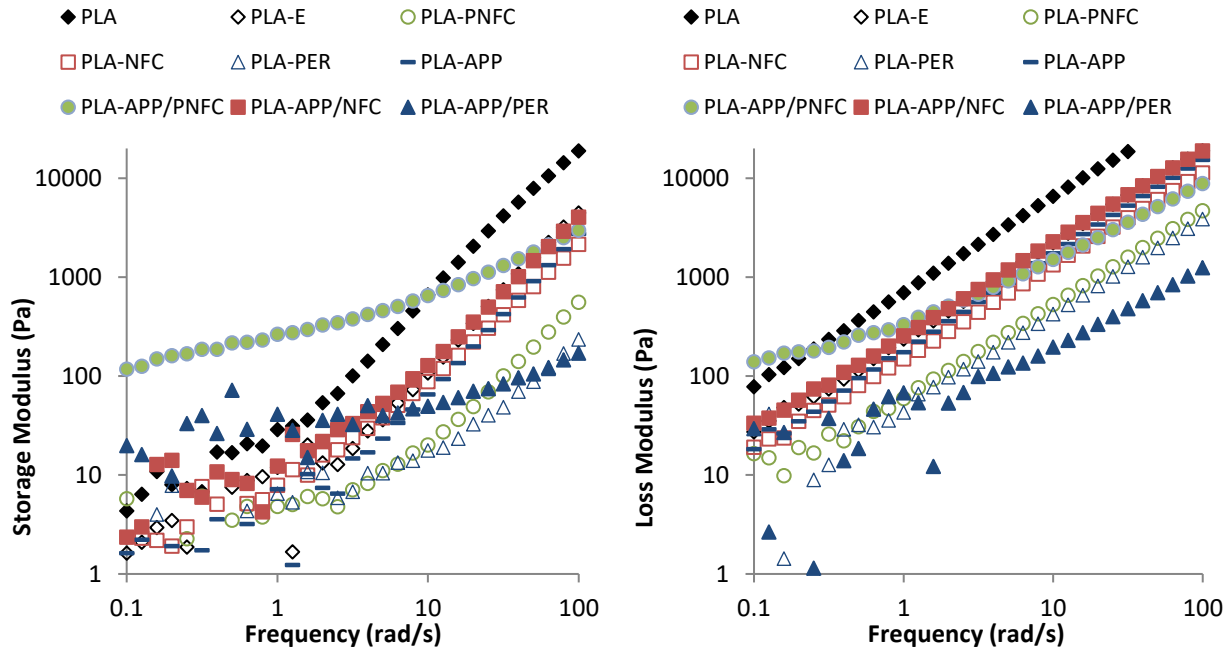 PLA PLA-E PLA-PNFC
PLA-NFC PLA-PER PLA-APP
PLA-APP/PNFC PLA-APP/NFC PLA-APP/PER
10000
1000
100
10
1
Storage Modulus (Pa)
0.1 1 10 100
Frequency (rad/s)
PLA PLA-E PLA-PNFC
PLA-NFC PLA-PER PLA-APP
PLA-APP/PNFC PLA-APP/NFC PLA-APP/PER
10000
1000
100
10
1
Loss Modulus (Pa)
0.1 1 10 100
Frequency (rad/s)